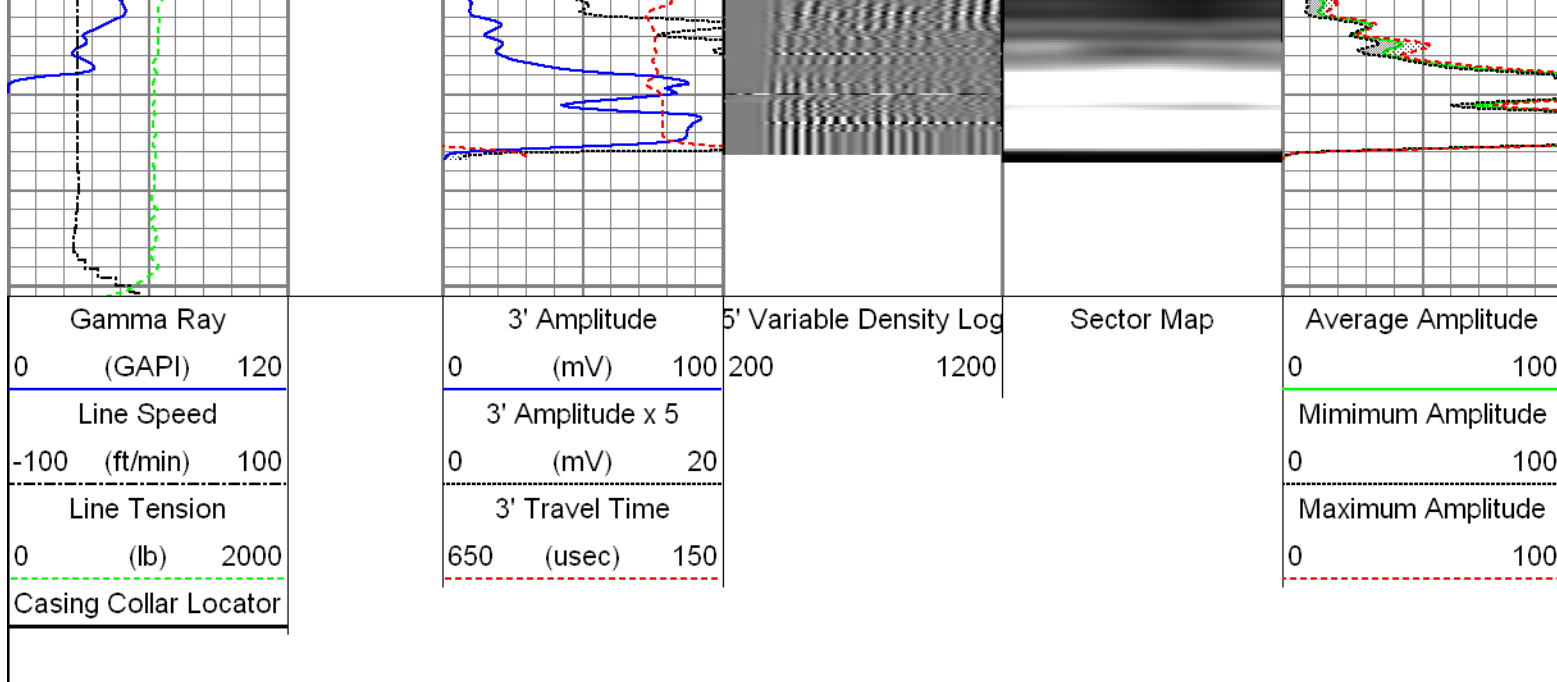 Gamma Ray
0 (GAPI) 120
Line Speed
-100 (ft/min) 100
Line Tension
0 (lb) 2000
Casing Collar Locator
3' Amplitude
0 (mV) 100
3' Amplitude x 5
0 (mV) 20
3' Travel Time
650 (usec) 150
5' Variable Density Log
200 1200
Sector Map
Average Amplitude
0 100
Mimimum Amplitude
0 100
Maximum Amplitude
0 100